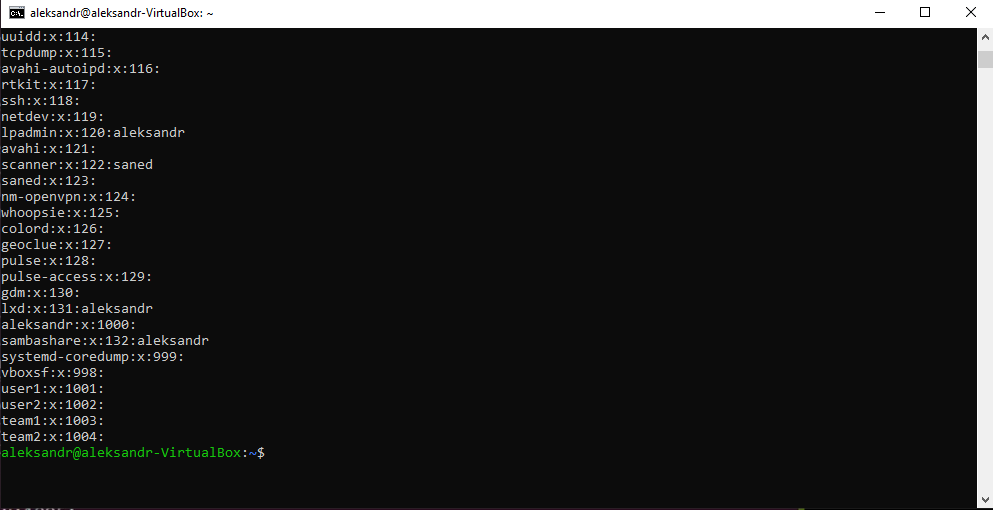 aleksandr@aleksandr-VirtualBox: ~
uuidd:x:114:
tcpdump:x:115:
avahi-autoipd:x:116:
rtkit:x:117:
ssh:x:118:
netdev:x:119:
lpadmin:x:120:aleksandr
avahi:x:121:
scanner:x:122:saned
saned:x:123:
nm-openvpn:x:124:
whoopsie:x:125:
colord:x:126:
geoclue:x:127:
pulse:x:128:
pulse-access:x:129:
gdm:x:130:
lxd:x:131:aleksandr
aleksandr:x:1000:
sambashare:x:132:aleksandr
systemd-coredump:x:999:
vboxsf:x:998:
user1:x:1001:
user2:x:1002:
team1:x:1003:
team2:x:1004:
aleksandr@aleksandr-VirtualBox:~$